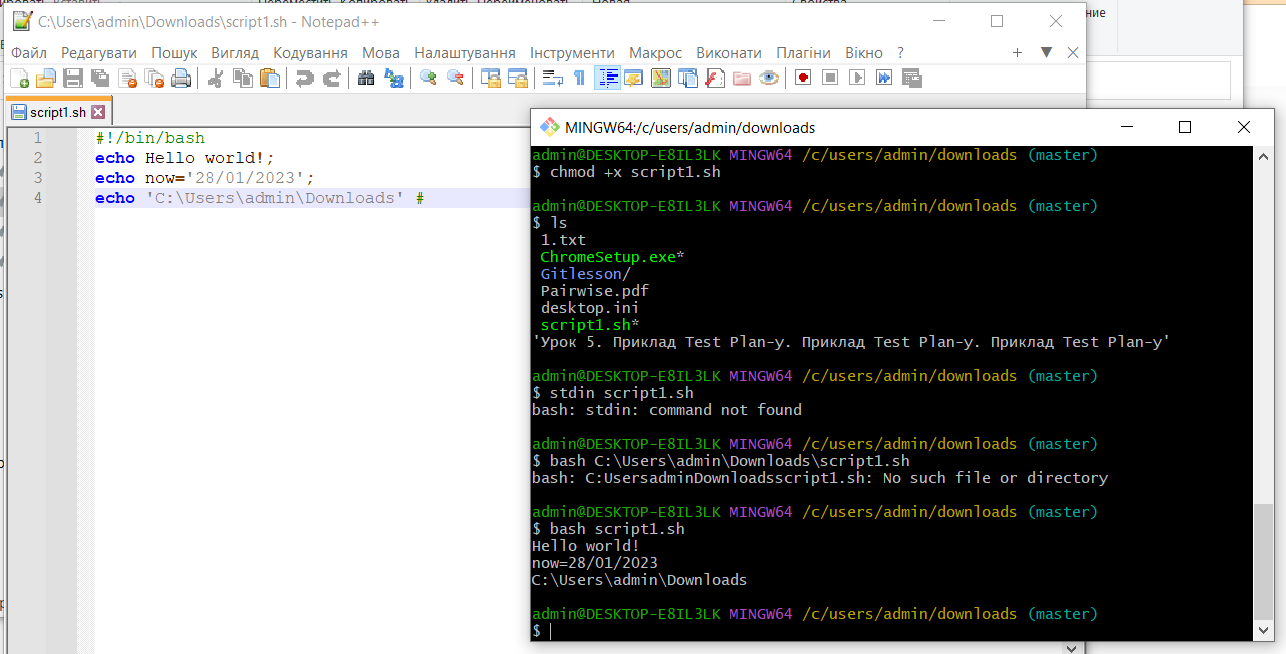 C:\Users\admin\Downloads\script1.sh - Notepad++
ние
Файл Редагувати Пошук Вигляд Кодування Мова Налаштування Інструменти Макрос Виконати Плагіни Вікно ? + ▼ X
script1.sh
1 #!/bin/bash
2 echo Hello world!;
3 echo now='28/01/2023';
4 echo 'C:\Users\admin\Downloads' #
MINGW64:/c/users/admin/downloads
admin@DESKTOP-E8IL3LK MINGW64 /c/users/admin/downloads (master)
$ chmod +x script1.sh
admin@DESKTOP-E8IL3LK MINGW64 /c/users/admin/downloads (master)
$ ls
1.txt
ChromeSetup.exe*
Gitlesson/
Pairwise.pdf
desktop.ini
script1.sh*
'Урок 5. Приклад Test Plan-у. Приклад Test Plan-у. Приклад Test Plan-у'
admin@DESKTOP-E8IL3LK MINGW64 /c/users/admin/downloads (master)
$ stdin script1.sh
bash: stdin: command not found
admin@DESKTOP-E8IL3LK MINGW64 /c/users/admin/downloads (master)
$ bash C:\Users\admin\Downloads\script1.sh
bash: C:UsersadminDownloadsscript1.sh: No such file or directory
admin@DESKTOP-E8IL3LK MINGW64 /c/users/admin/downloads (master)
$ bash script1.sh
Hello world!
now=28/01/2023
C:\Users\admin\Downloads
admin@DESKTOP-E8IL3LK MINGW64 /c/users/admin/downloads (master)
$